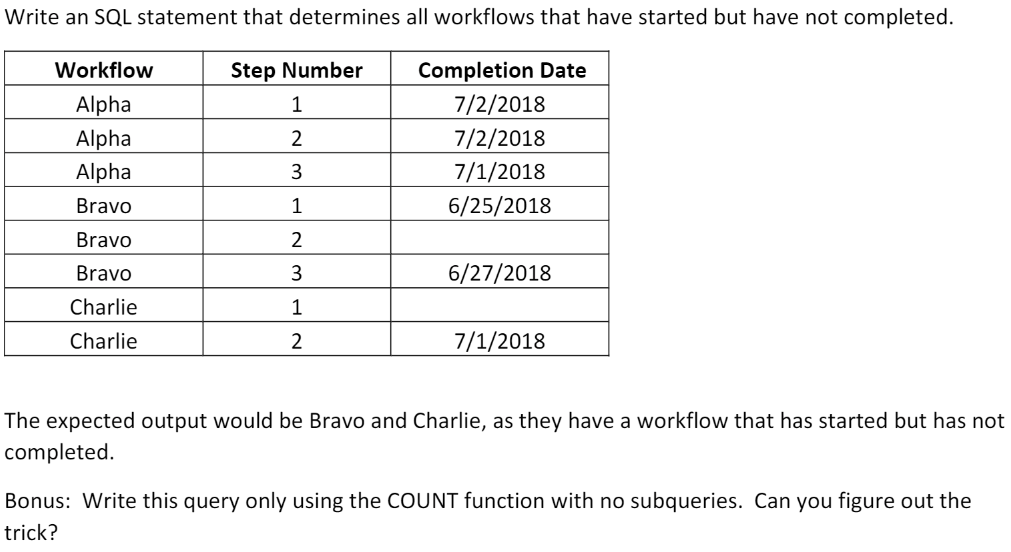 Write an SQL statement that determines all workflows that have started but have not completed.
Workflow Step Number Completion Date
Alpha 1 7/2/2018
Alpha 2 7/2/2018
Alpha 3 7/1/2018
Bravo 1 6/25/2018
Bravo 2
Bravo 3 6/27/2018
Charlie 1
Charlie 2 7/1/2018
The expected output would be Bravo and Charlie, as they have a workflow that has started but has not
completed.
Bonus: Write this query only using the COUNT function with no subqueries. Can you figure out the
trick?